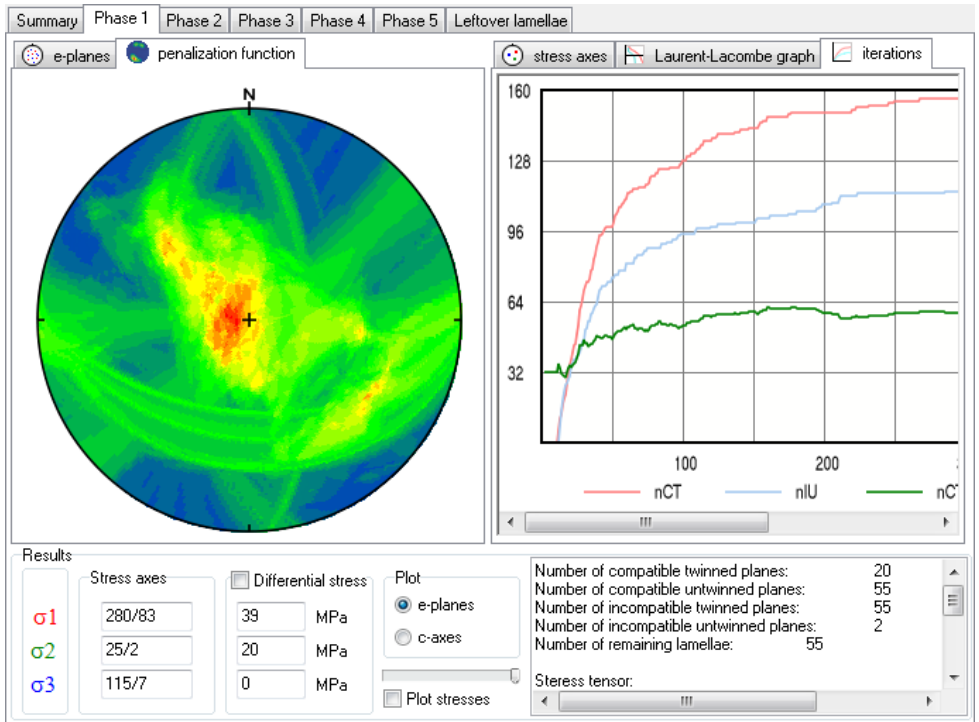 Summary Phase 1 Phase 2 Phase 3 Phase 4 Phase 5 Leftover lamellae
e-planes penalization function
stress axes Laurent-Lacombe graph iterations
N
160
128
96
64
32
100 200
nCT nIU nC
Results
Stress axes
σ1 280/83
σ2 25/2
σ3 115/7
Differential stress
39 MPa
20 MPa
0 MPa
Plot
e-planes
c-axes
Plot stresses
Number of compatible twinned planes: 20
Number of compatible untwinned planes: 55
Number of incompatible twinned planes: 55
Number of incompatible untwinned planes: 2
Number of remaining lamellae: 55
Steress tensor: